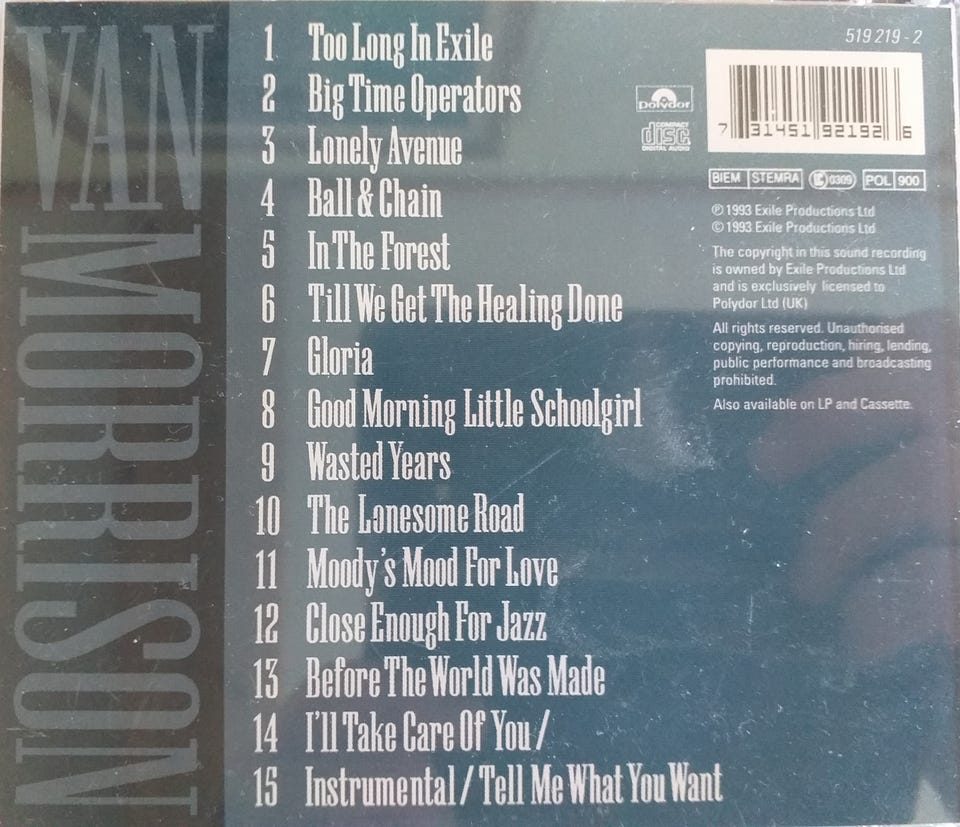 VAN MORRISON
1 Too Long In Exile
2 Big Time Operators
3 Lonely Avenue
4 Ball & Chain
5 In The Forest
6 Till We Get The Healing Done
7 Gloria
8 Good Morning Little Schoolgirl
9 Wasted Years
10 The Lonesome Road
11 Moody's Mood For Love
12 Close Enough For Jazz
13 Before The World Was Made
14 I'll Take Care Of You /
15 Instrumental / Tell Me What You Want
519 219 - 2
polydor
COMPACT
disc
DIGITAL AUDIO
7 31451 92192 6
BIEM STEMRA LC 0309 POL 900
℗ 1993 Exile Productions Ltd
© 1993 Exile Productions Ltd
The copyright in this sound recording
is owned by Exile Productions Ltd
and is exclusively licensed to
Polydor Ltd (UK)
All rights reserved. Unauthorised
copying, reproduction, hiring, lending,
public performance and broadcasting
prohibited.
Also available on LP and Cassette.